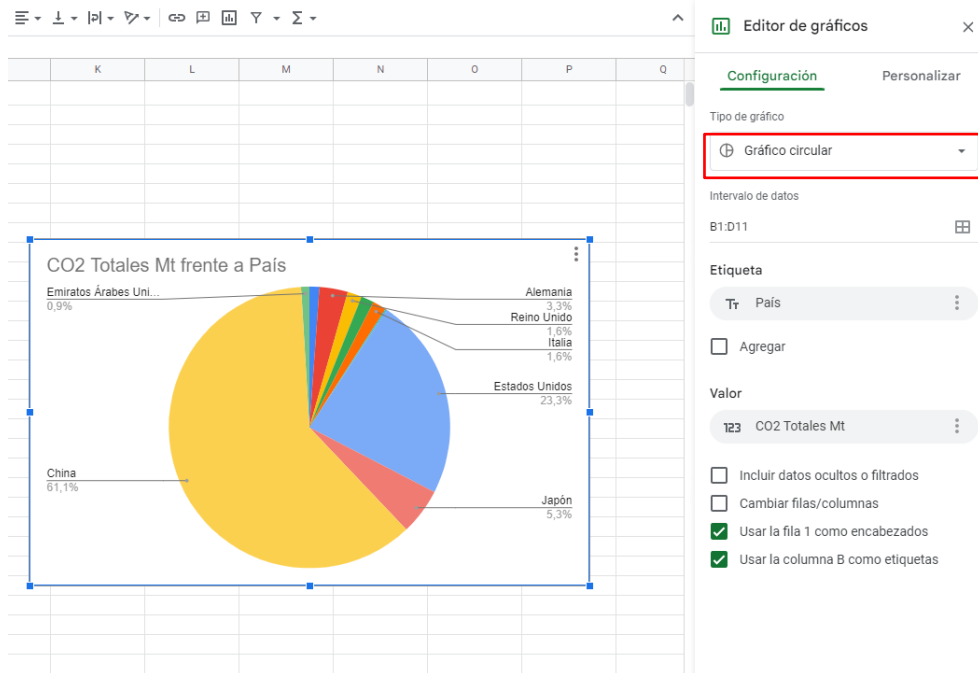 Editor de gráficos
K L M N O P Q
Configuración Personalizar
Tipo de gráfico
Gráfico circular
Intervalo de datos
B1:D11
CO2 Totales Mt frente a País
Emiratos Árabes Uni...
0,9%
Alemania
3,3%
Reino Unido
1,6%
Italia
1,6%
Estados Unidos
23,3%
China
61,1%
Japón
5,3%
Etiqueta
Tт País
Agregar
Valor
123 CO2 Totales Mt
Incluir datos ocultos o filtrados
Cambiar filas/columnas
Usar la fila 1 como encabezados
Usar la columna B como etiquetas